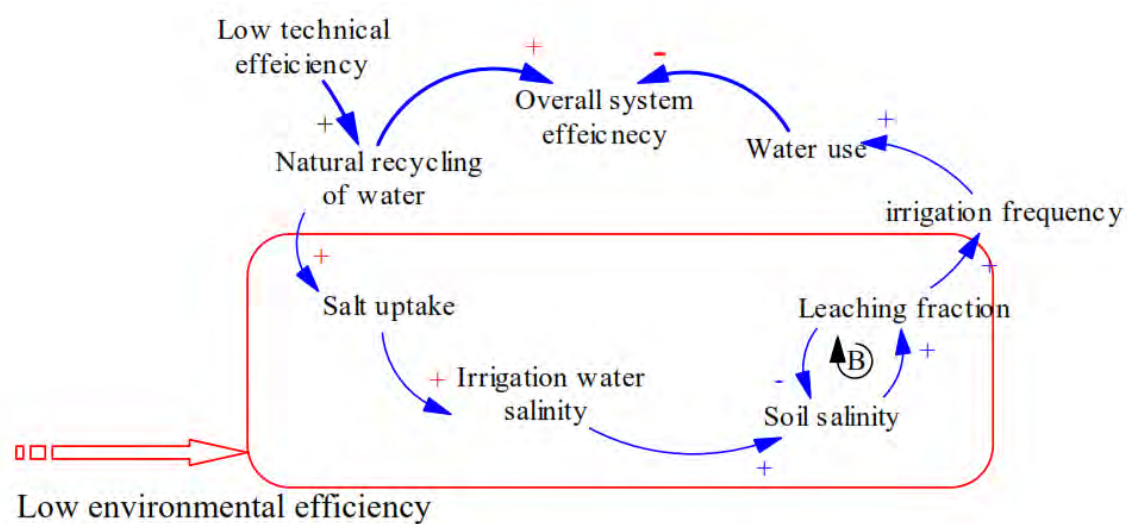 Low technical
effeiciency
+
-
Overall system
effeicnecy
+
Water use
+
Natural recycling
of water
irrigation frequency
+
+
Salt uptake
Leaching fraction
+
Irrigation water
salinity
B
+
-
Soil salinity
+
Low environmental efficiency